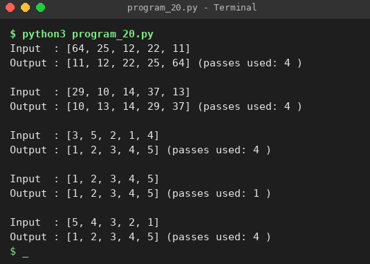 program_20.py - Terminal
$ python3 program_20.py
Input  : [64, 25, 12, 22, 11]
Output : [11, 12, 22, 25, 64] (passes used: 4 )
Input  : [29, 10, 14, 37, 13]
Output : [10, 13, 14, 29, 37] (passes used: 4 )
Input  : [3, 5, 2, 1, 4]
Output : [1, 2, 3, 4, 5] (passes used: 4 )
Input  : [1, 2, 3, 4, 5]
Output : [1, 2, 3, 4, 5] (passes used: 1 )
Input  : [5, 4, 3, 2, 1]
Output : [1, 2, 3, 4, 5] (passes used: 4 )
$ _